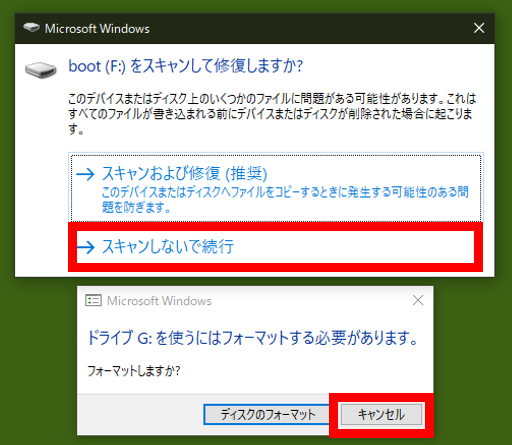 Microsoft Windows
boot (F:) をスキャンして修復しますか?
このデバイスまたはディスク上のいくつかのファイルに問題がある可能性があります。これは
すべてのファイルが書き込まれる前にデバイスまたはディスクが削除された場合に起こりま
す。
スキャンおよび修復 (推奨)
このデバイスまたはディスクへファイルをコピーするときに発生する可能性のある問
題を防ぎます。
スキャンしないで続行
Microsoft Windows
ドライブ G: を使うにはフォーマットする必要があります。
フォーマットしますか?
ディスクのフォーマット
キャンセル